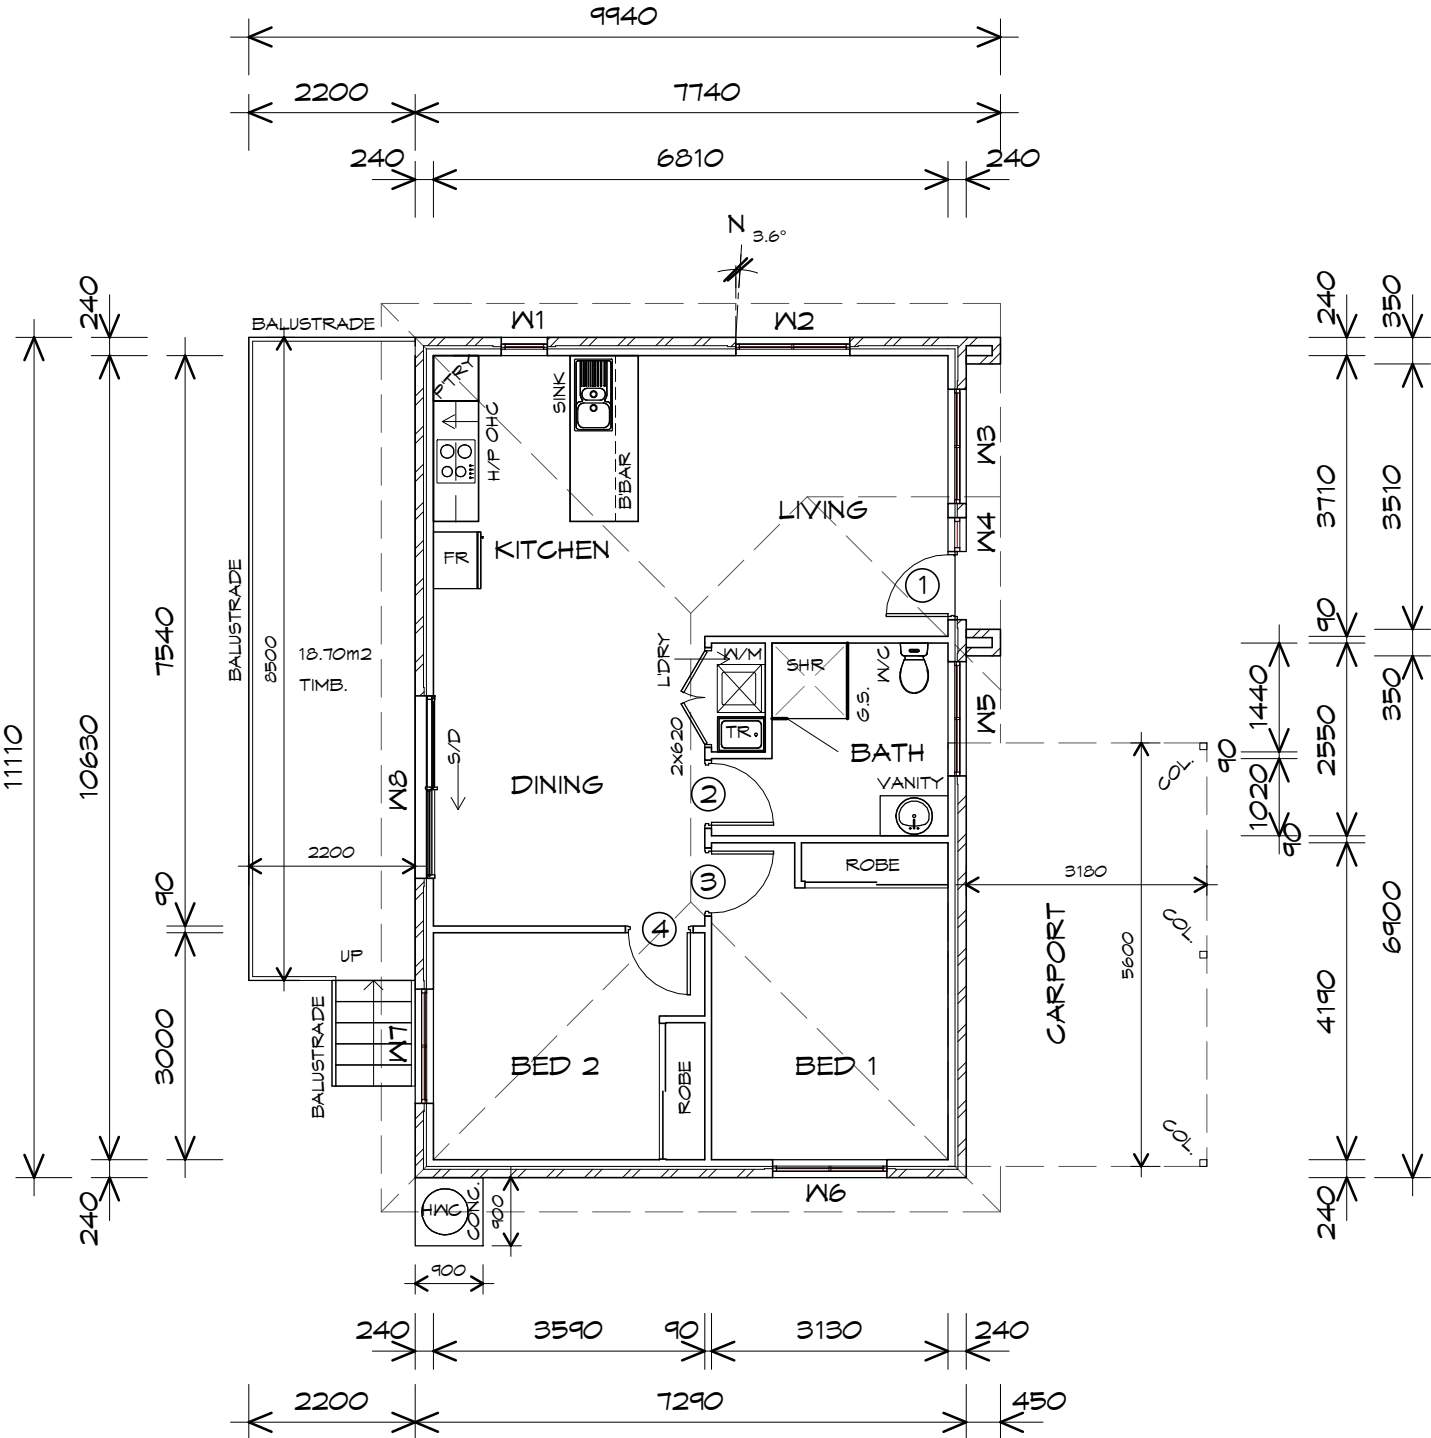 9940
2200
7740
240
6810
240
N
3.6°
240
240
350
BALUSTRADE
W1
W2
PTRY
SINK
H/P OHC
B'BAR
W3
LIVING
W4
3710
3510
KITCHEN
FR
1
BALUSTRADE
7540
8500
18.70m2
TIMB.
L'DRY
W/M
SHR
W/C
G.S.
90
350
W5
1440
2550
11110
10630
S/D
2x620
TR.
BATH
COL.
90
W8
DINING
2
VANITY
1020
90
2200
3
ROBE
3180
90
4
COL.
CARPORT
5600
6900
UP
BALUSTRADE
W7
3000
BED 2
ROBE
BED 1
4190
COL.
W6
240
HWC
CONC.
900
240
900
240
3590
90
3130
240
2200
7290
450